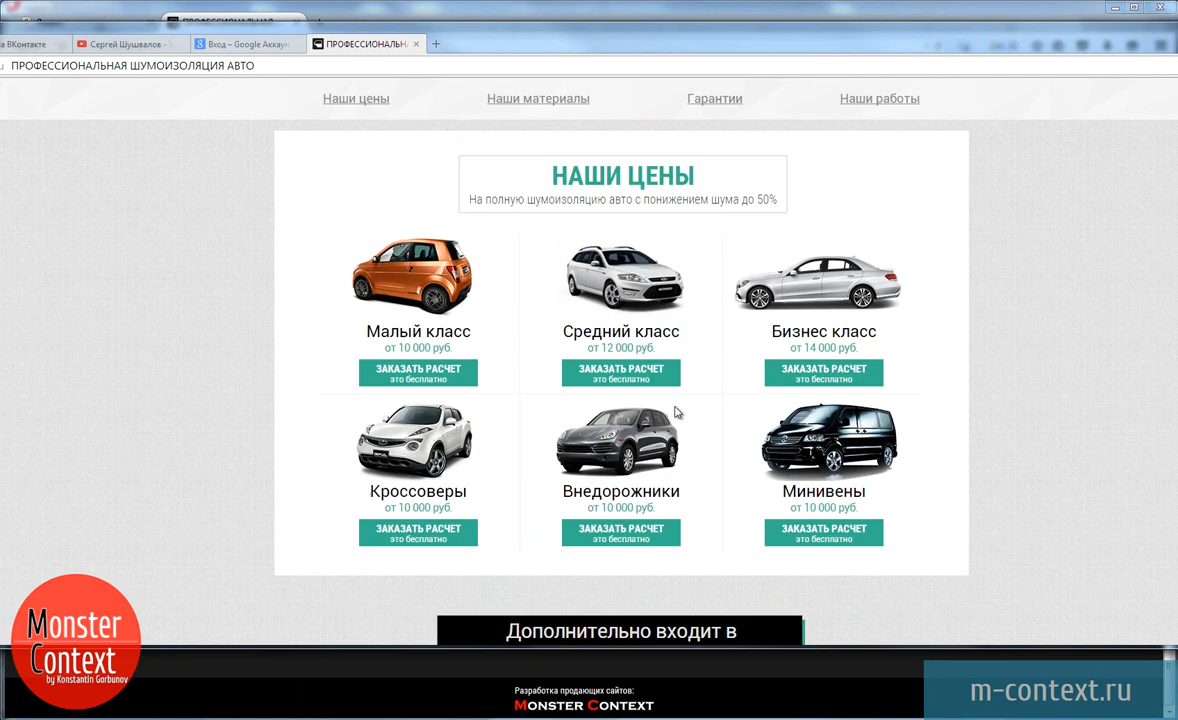 ПРОФЕССИОНАЛЬНАЯ
а ВКонтакте
Сергей Шушвалов -
Вход – Google Аккаун
ПРОФЕССИОНАЛЬН
ПРОФЕССИОНАЛЬНАЯ ШУМОИЗОЛЯЦИЯ АВТО
Наши цены
Наши материалы
Гарантии
Наши работы
НАШИ ЦЕНЫ
На полную шумоизоляцию авто с понижением шума до 50%
Малый класс
Средний класс
Бизнес класс
от 10 000 руб.
от 12 000 руб.
от 14 000 руб.
ЗАКАЗАТЬ РАСЧЕТ
это бесплатно
ЗАКАЗАТЬ РАСЧЕТ
это бесплатно
ЗАКАЗАТЬ РАСЧЕТ
это бесплатно
Кроссоверы
Внедорожники
Минивены
от 10 000 руб.
от 10 000 руб.
от 10 000 руб.
ЗАКАЗАТЬ РАСЧЕТ
это бесплатно
ЗАКАЗАТЬ РАСЧЕТ
это бесплатно
ЗАКАЗАТЬ РАСЧЕТ
это бесплатно
Дополнительно входит в
Monster
Context
by Konstantin Gorbunov
Разработка продающих сайтов:
Monster Context
m-context.ru